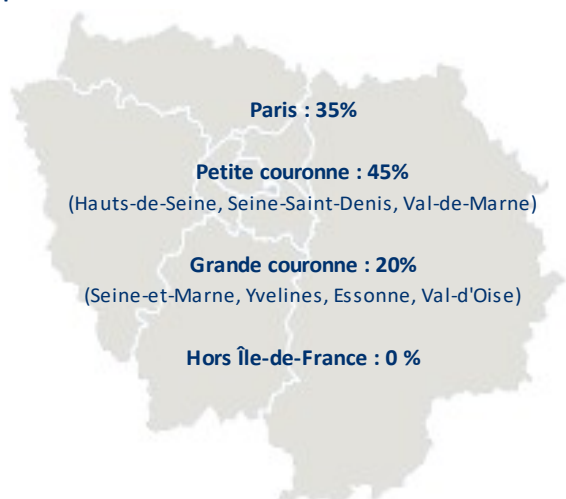 Paris : 35%
Petite couronne : 45%
(Hauts-de-Seine, Seine-Saint-Denis, Val-de-Marne)
Grande couronne : 20%
(Seine-et-Marne, Yvelines, Essonne, Val-d'Oise)
Hors Île-de-France : 0 %